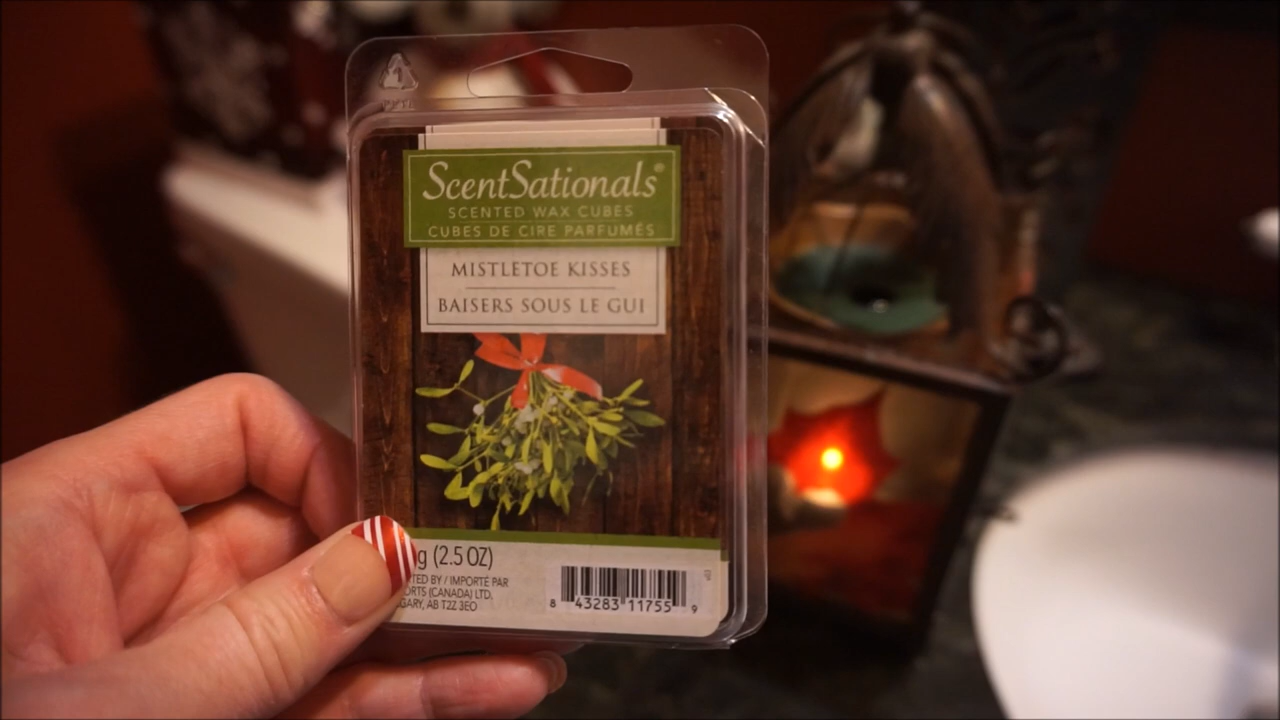 ScentSationals®
SCENTED WAX CUBES
CUBES DE CIRE PARFUMÉS
MISTLETOE KISSES
BAISERS SOUS LE GUI
g (2.5 OZ)
TED BY / IMPORTÉ PAR
ORTS (CANADA) LTD,
GARY, AB T2Z 3E0
8 43283 11755 9